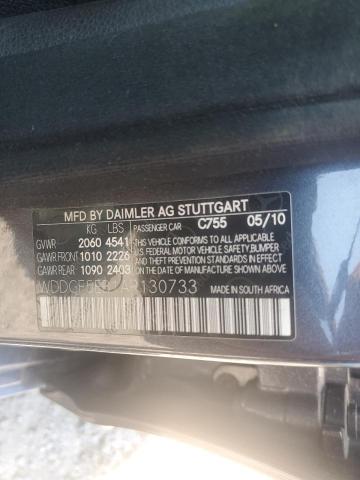 MFD BY DAIMLER AG STUTTGART
KG LBS PASSENGER CAR C755 05/10
GVWR 2060 4541 THIS VEHICLE CONFORMS TO ALL APPLICABLE
GAWR FRONT 1010 2226 U.S. FEDERAL MOTOR VEHICLE SAFETY, BUMPER
GAWR REAR 1090 2403 AND THEFT PREVENTION STANDARDS IN EFFECT
ON THE DATE OF MANUFACTURE SHOWN ABOVE.
130733 MADE IN SOUTH AFRICA